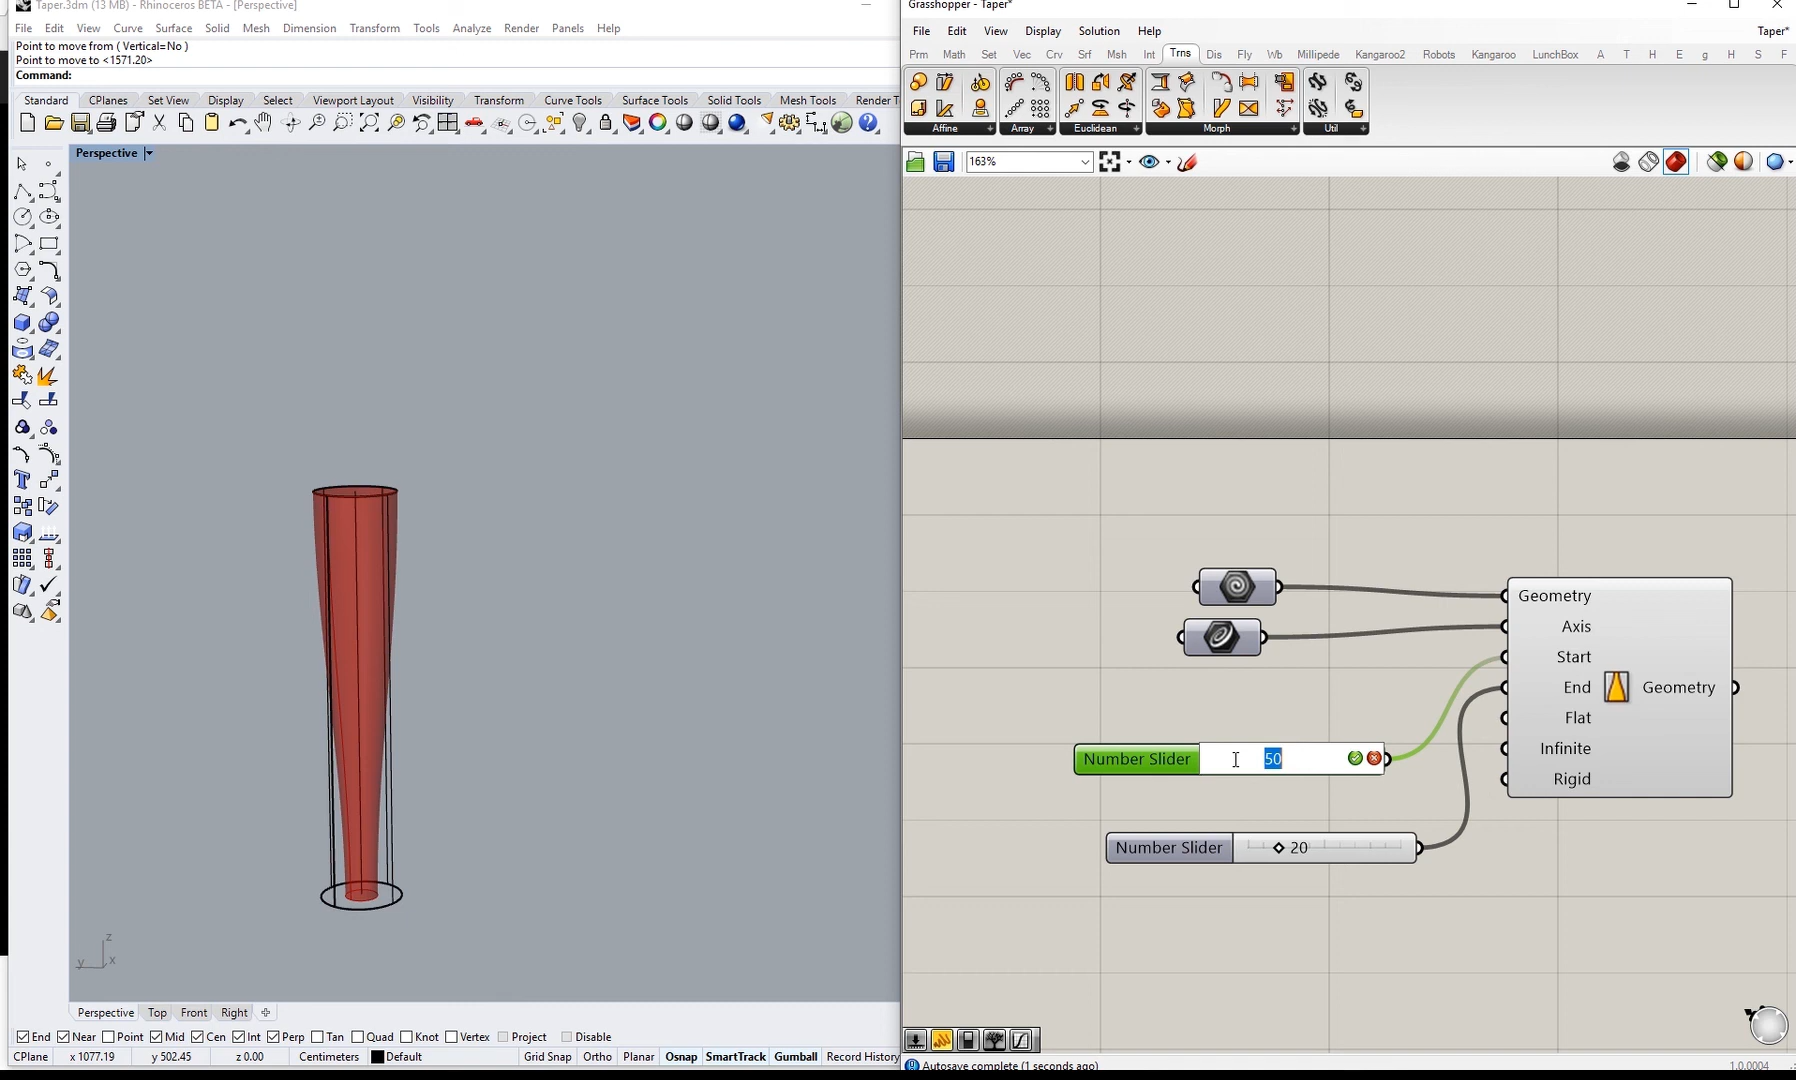 Taper.3dm (13 MB) - Rhinoceros BETA - [Perspective]
File Edit View Curve Surface Solid Mesh Dimension Transform Tools Analyze Render Panels Help
Point to move from ( Vertical=No )
Point to move to <1571.20>
Command:
Standard CPlanes Set View Display Select Viewport Layout Visibility Transform Curve Tools Surface Tools Solid Tools Mesh Tools Render T
Perspective
z
y x
Perspective Top Front Right
End Near Point Mid Cen Int Perp Tan Quad Knot Vertex Project Disable
CPlane x 1077.19 y 502.45 z 0.00 Centimeters Default Grid Snap Ortho Planar Osnap SmartTrack Gumball Record History
Grasshopper - Taper*
File Edit View Display Solution Help Taper*
Prm Math Set Vec Crv Srf Msh Int Trns Dis Fly Wb Millipede Kangaroo2 Robots Kangaroo LunchBox A T H E g H S F
Affine Array Euclidean Morph Util
163%
Geometry
Axis
Start
End Geometry
Flat
Infinite
Rigid
Number Slider 50
Number Slider 20
Autosave complete (1 seconds ago) 1.0.0004